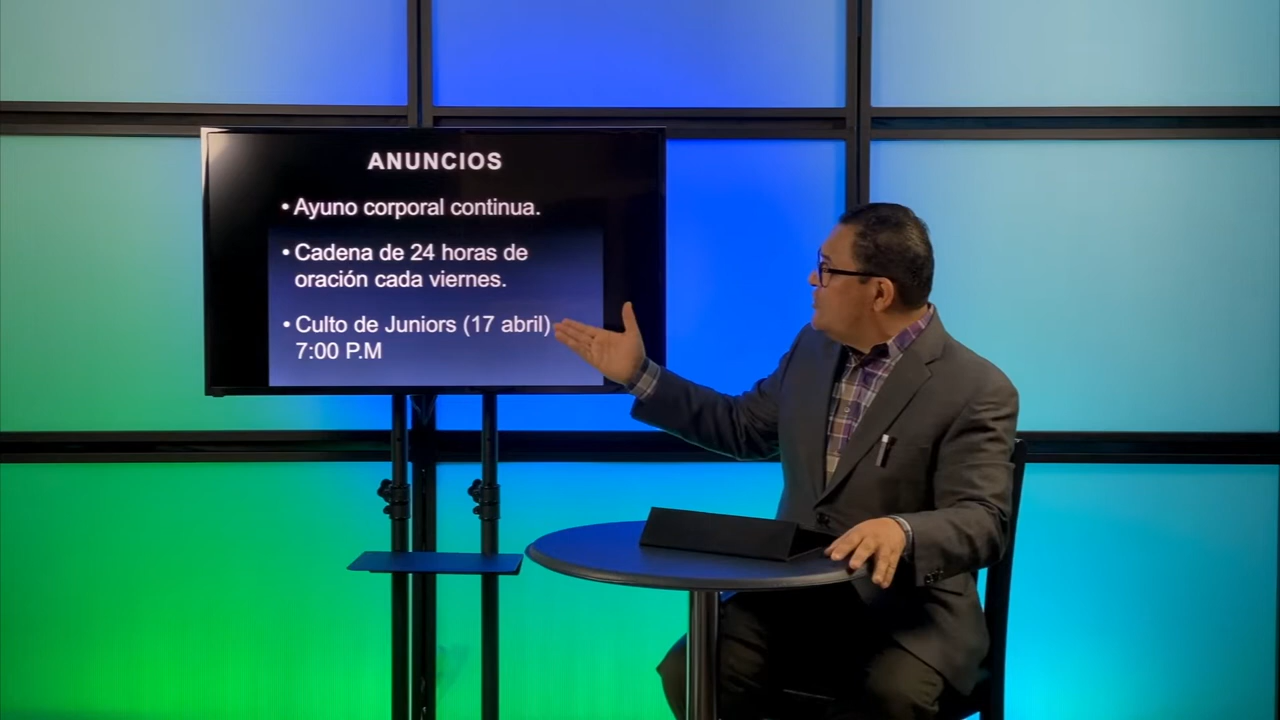 ANUNCIOS
• Ayuno corporal continua.
• Cadena de 24 horas de
oración cada viernes.
• Culto de Juniors (17 abril)
7:00 P.M